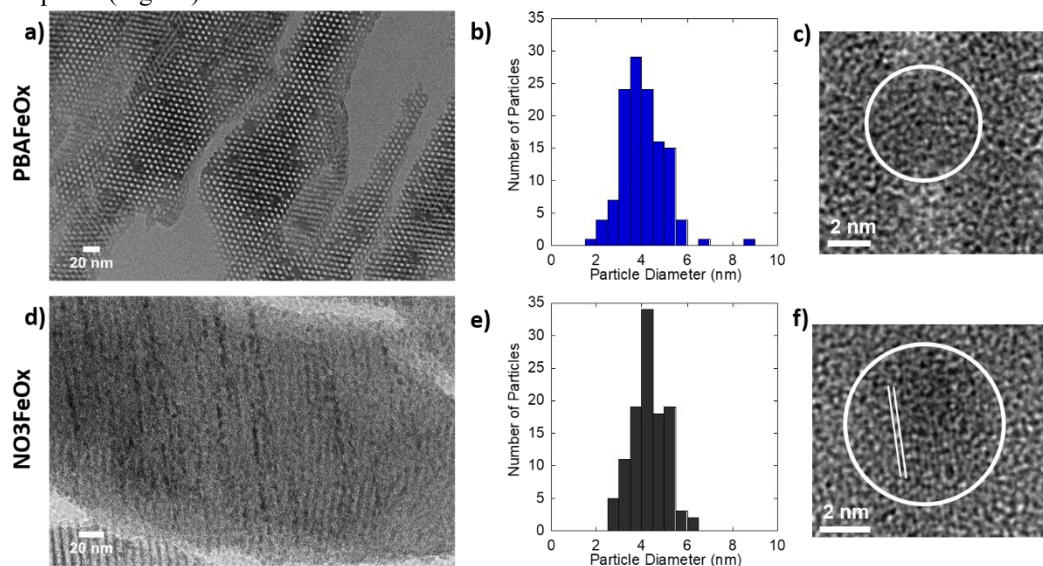 a)
PBAFeOx
20 nm
b)
Number of Particles
35
30
25
20
15
10
5
0
0 2 4 6 8 10
Particle Diameter (nm)
c)
2 nm
d)
NO3FeOx
20 nm
e)
Number of Particles
35
30
25
20
15
10
5
0
0 2 4 6 8 10
Particle Diameter (nm)
f)
2 nm